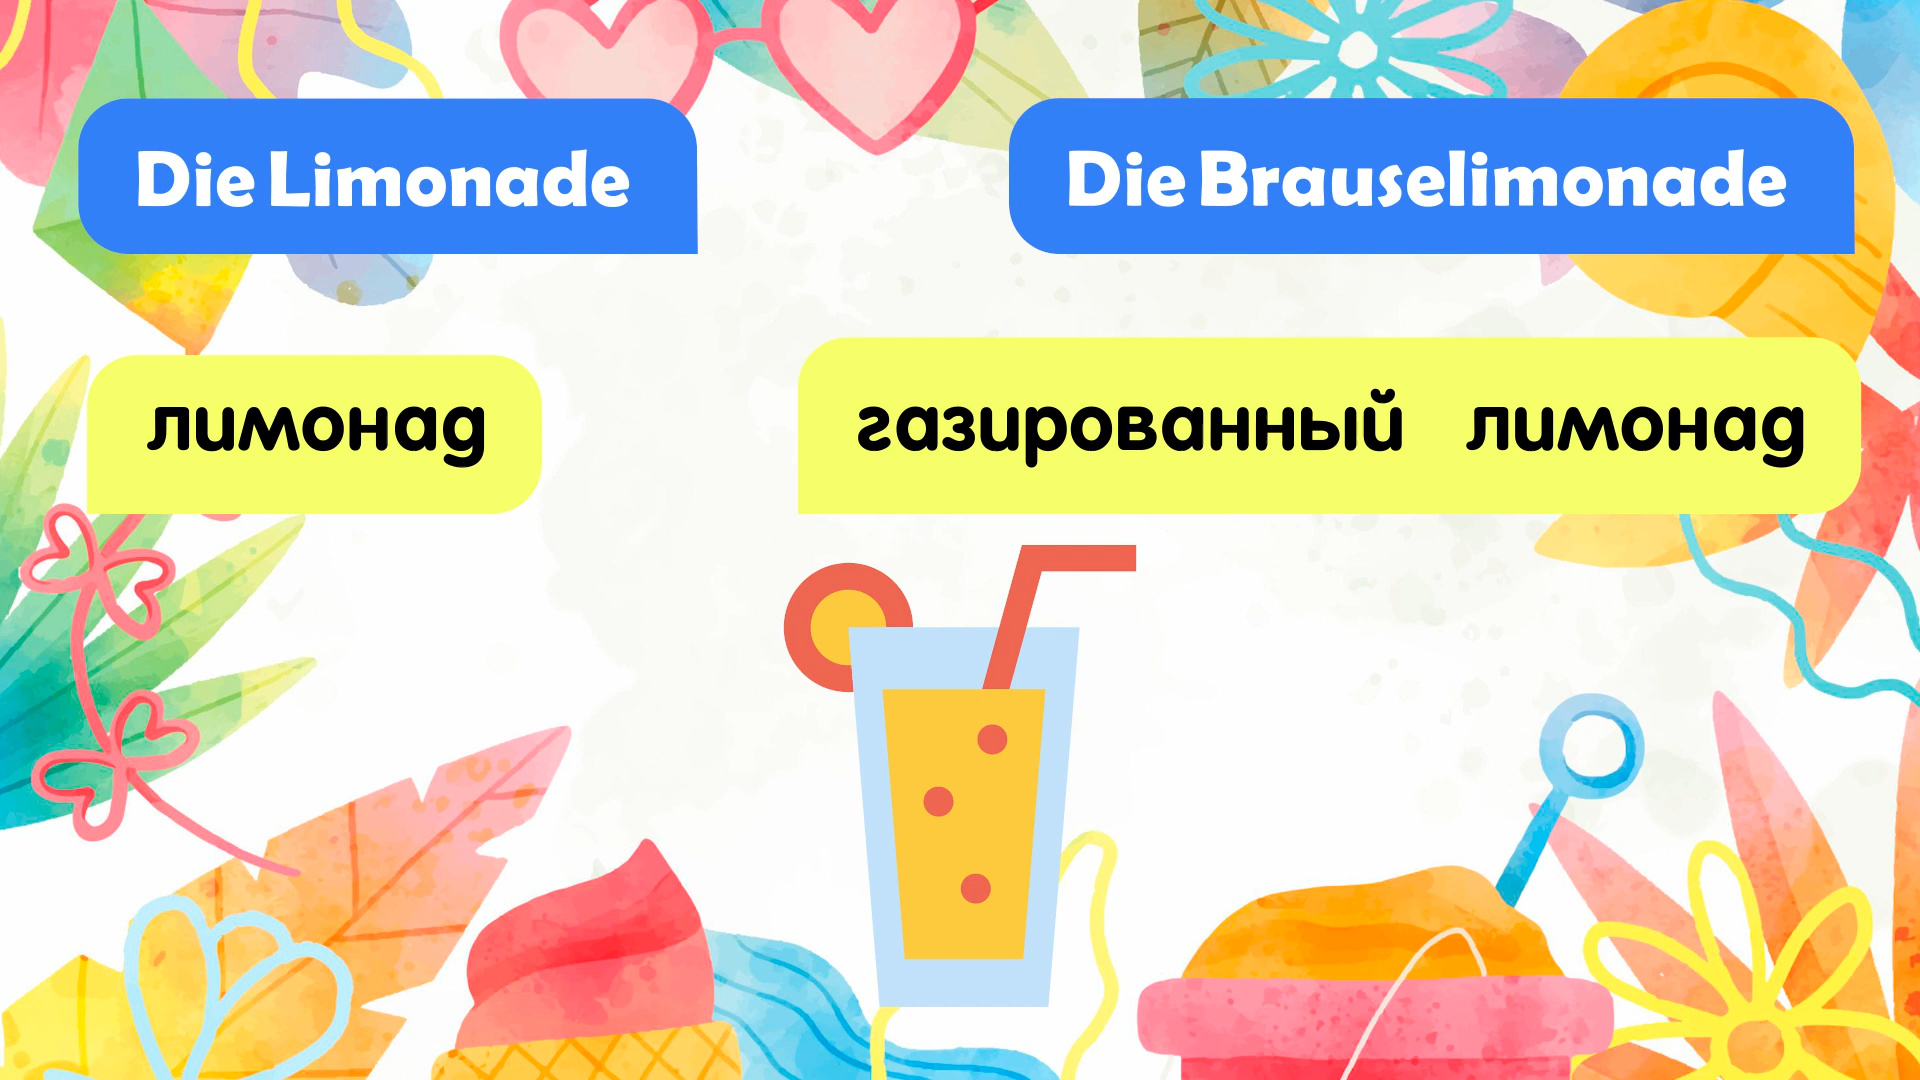 Die Limonade
Die Brauselimonade
лимонад
газированный лимонад